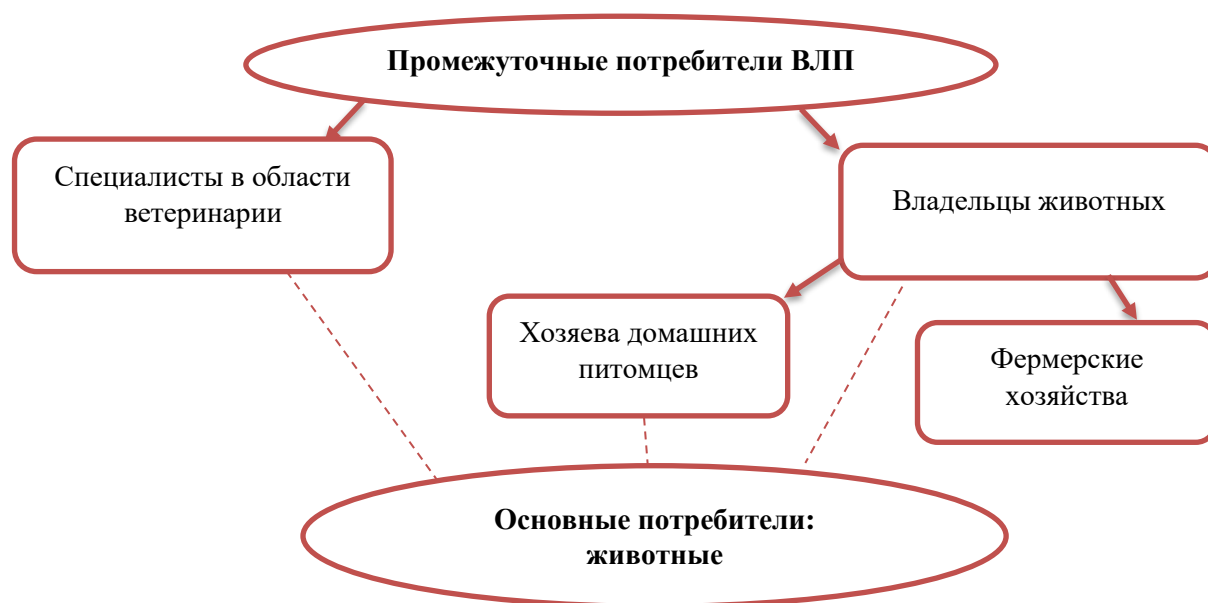 Промежуточные потребители ВЛП
Специалисты в области
ветеринарии
Владельцы животных
Хозяева домашних
питомцев
Фермерские
хозяйства
Основные потребители:
животные